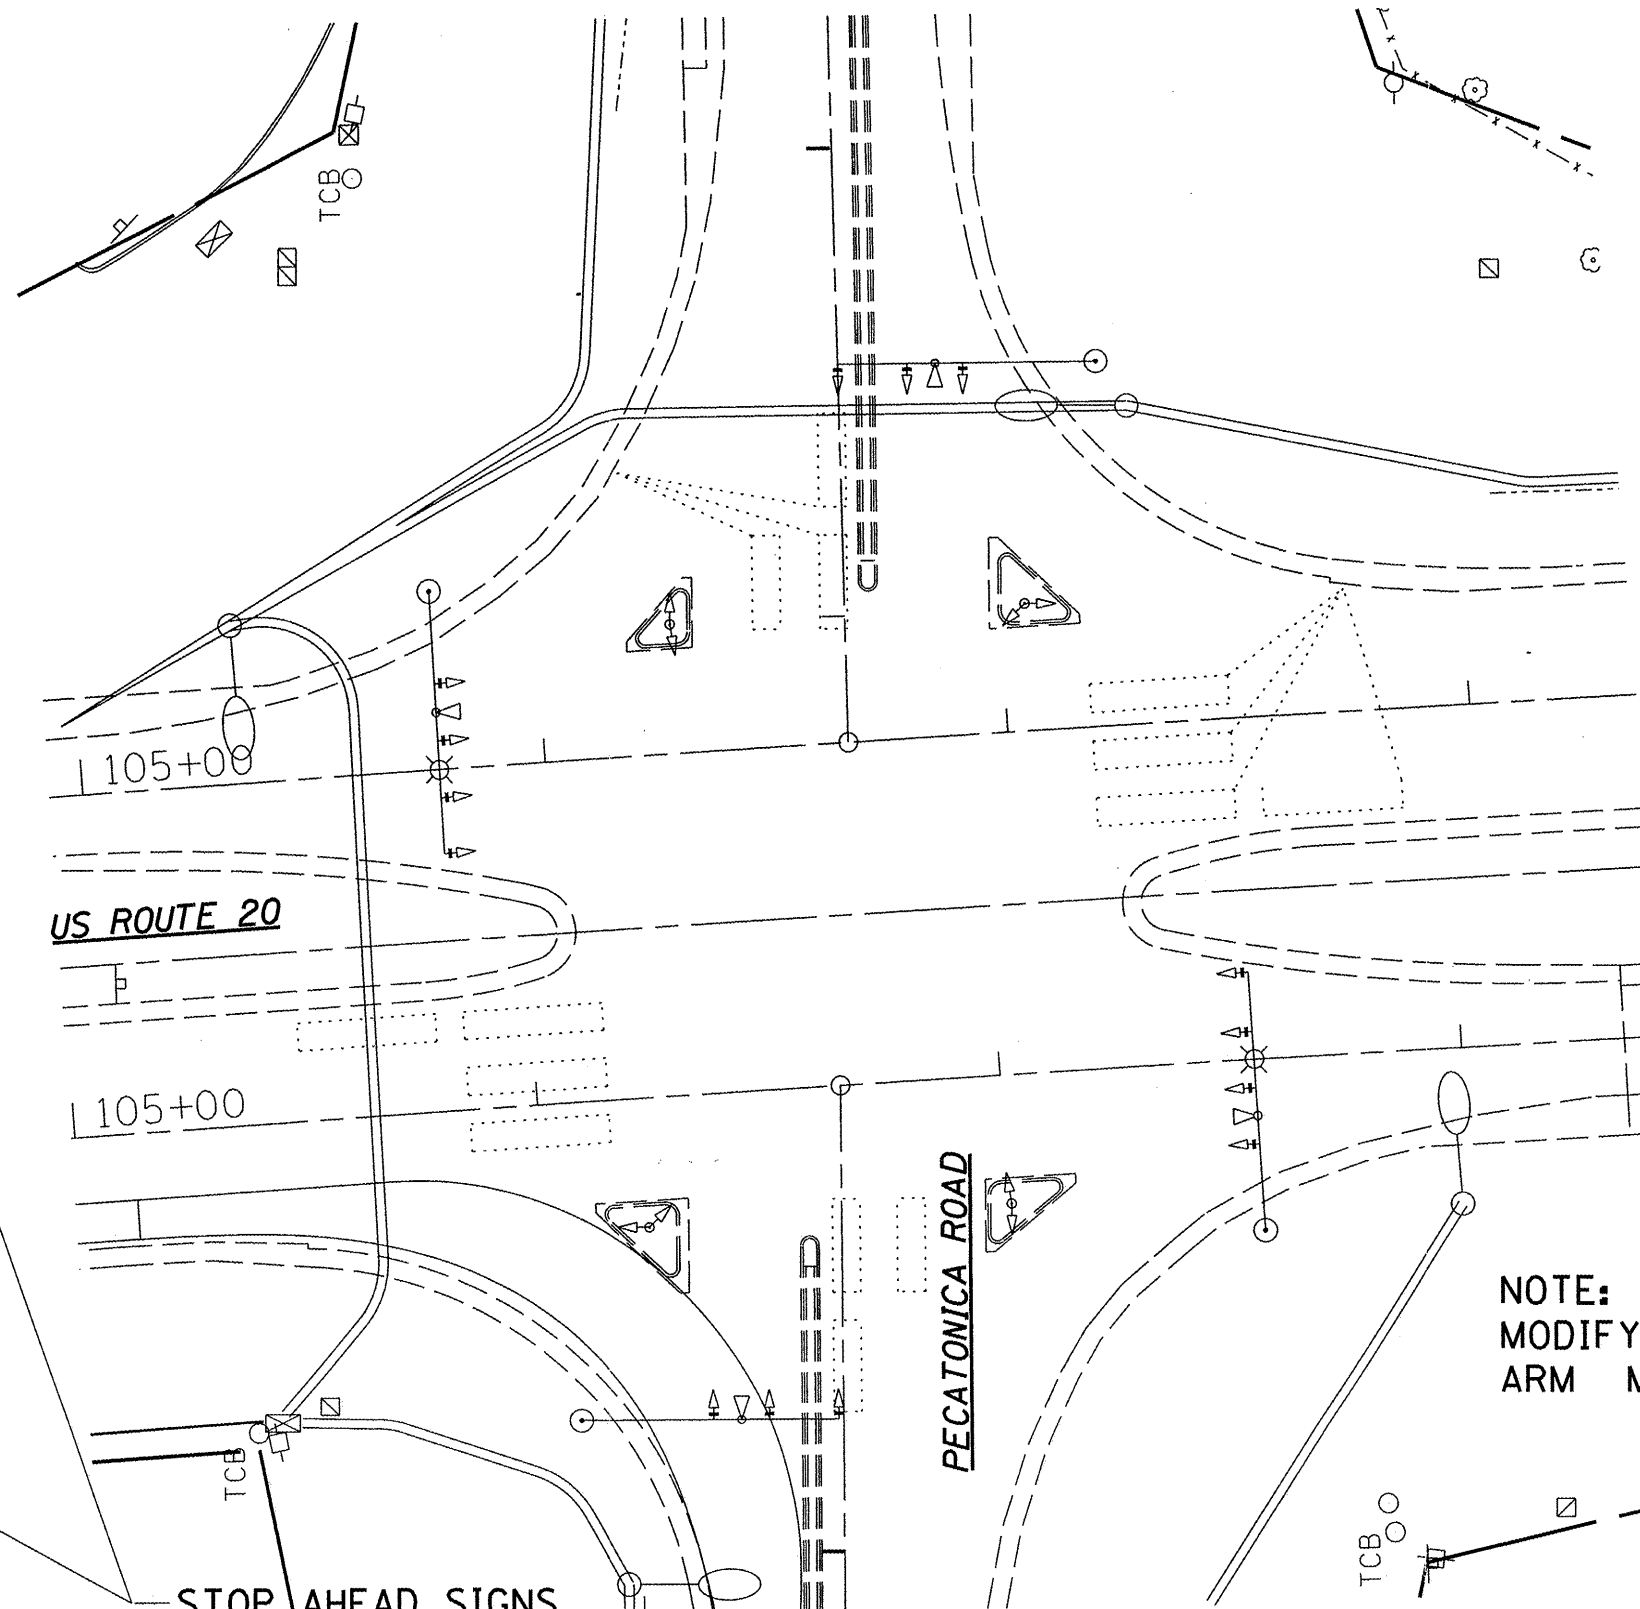 TCB
105+00
US ROUTE 20
105+00
PECATONICA ROAD
NOTE:
MODIFY
ARM M
TCB
TCB
STOP AHEAD SIGNS